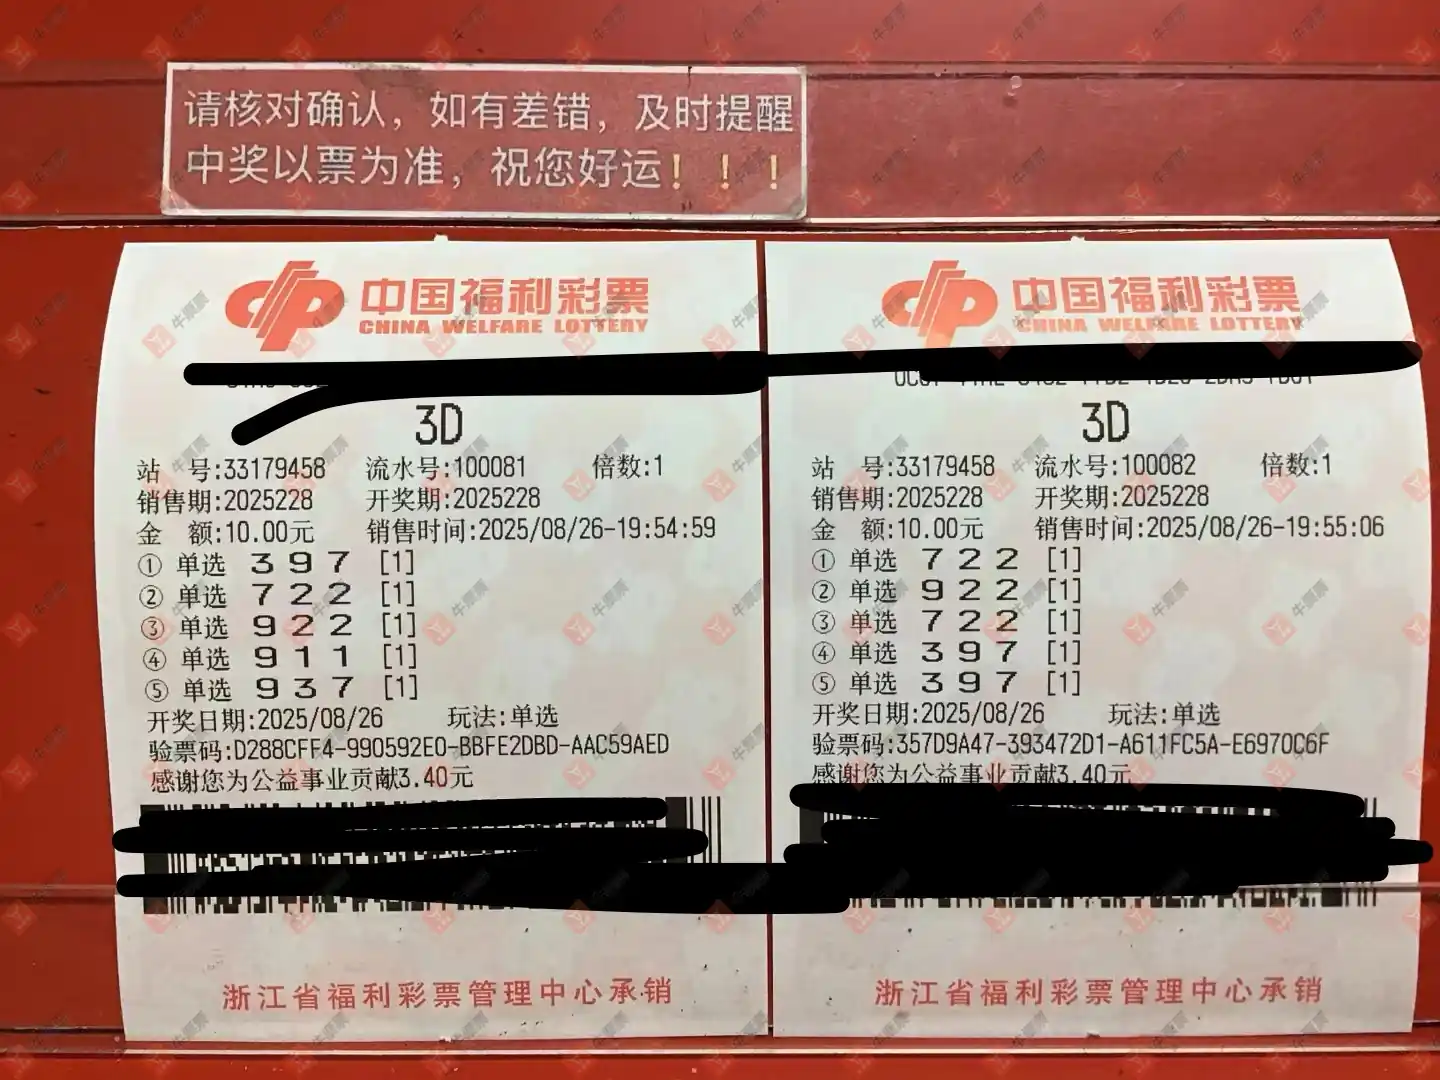 请核对确认，如有差错，及时提醒
中奖以票为准，祝您好运！！！
中国福利彩票
CHINA WELFARE LOTTERY
3D
站 号:33179458 流水号:100081 倍数:1
销售期:2025228 开奖期:2025228
金 额:10.00元 销售时间:2025/08/26-19:54:59
① 单选 3 9 7 [1]
② 单选 7 2 2 [1]
③ 单选 9 2 2 [1]
④ 单选 9 1 1 [1]
⑤ 单选 9 3 7 [1]
开奖日期:2025/08/26 玩法:单选
验票码:D288CFF4-990592E0-BBFE2DBD-AAC59AED
感谢您为公益事业贡献3.40元
浙江省福利彩票管理中心承销
中国福利彩票
CHINA WELFARE LOTTERY
3D
站 号:33179458 流水号:100082 倍数:1
销售期:2025228 开奖期:2025228
金 额:10.00元 销售时间:2025/08/26-19:55:06
① 单选 7 2 2 [1]
② 单选 9 2 2 [1]
③ 单选 7 2 2 [1]
④ 单选 3 9 7 [1]
⑤ 单选 3 9 7 [1]
开奖日期:2025/08/26 玩法:单选
验票码:357D9A47-393472D1-A611FC5A-E6970C6F
感谢您为公益事业贡献3.40元
浙江省福利彩票管理中心承销